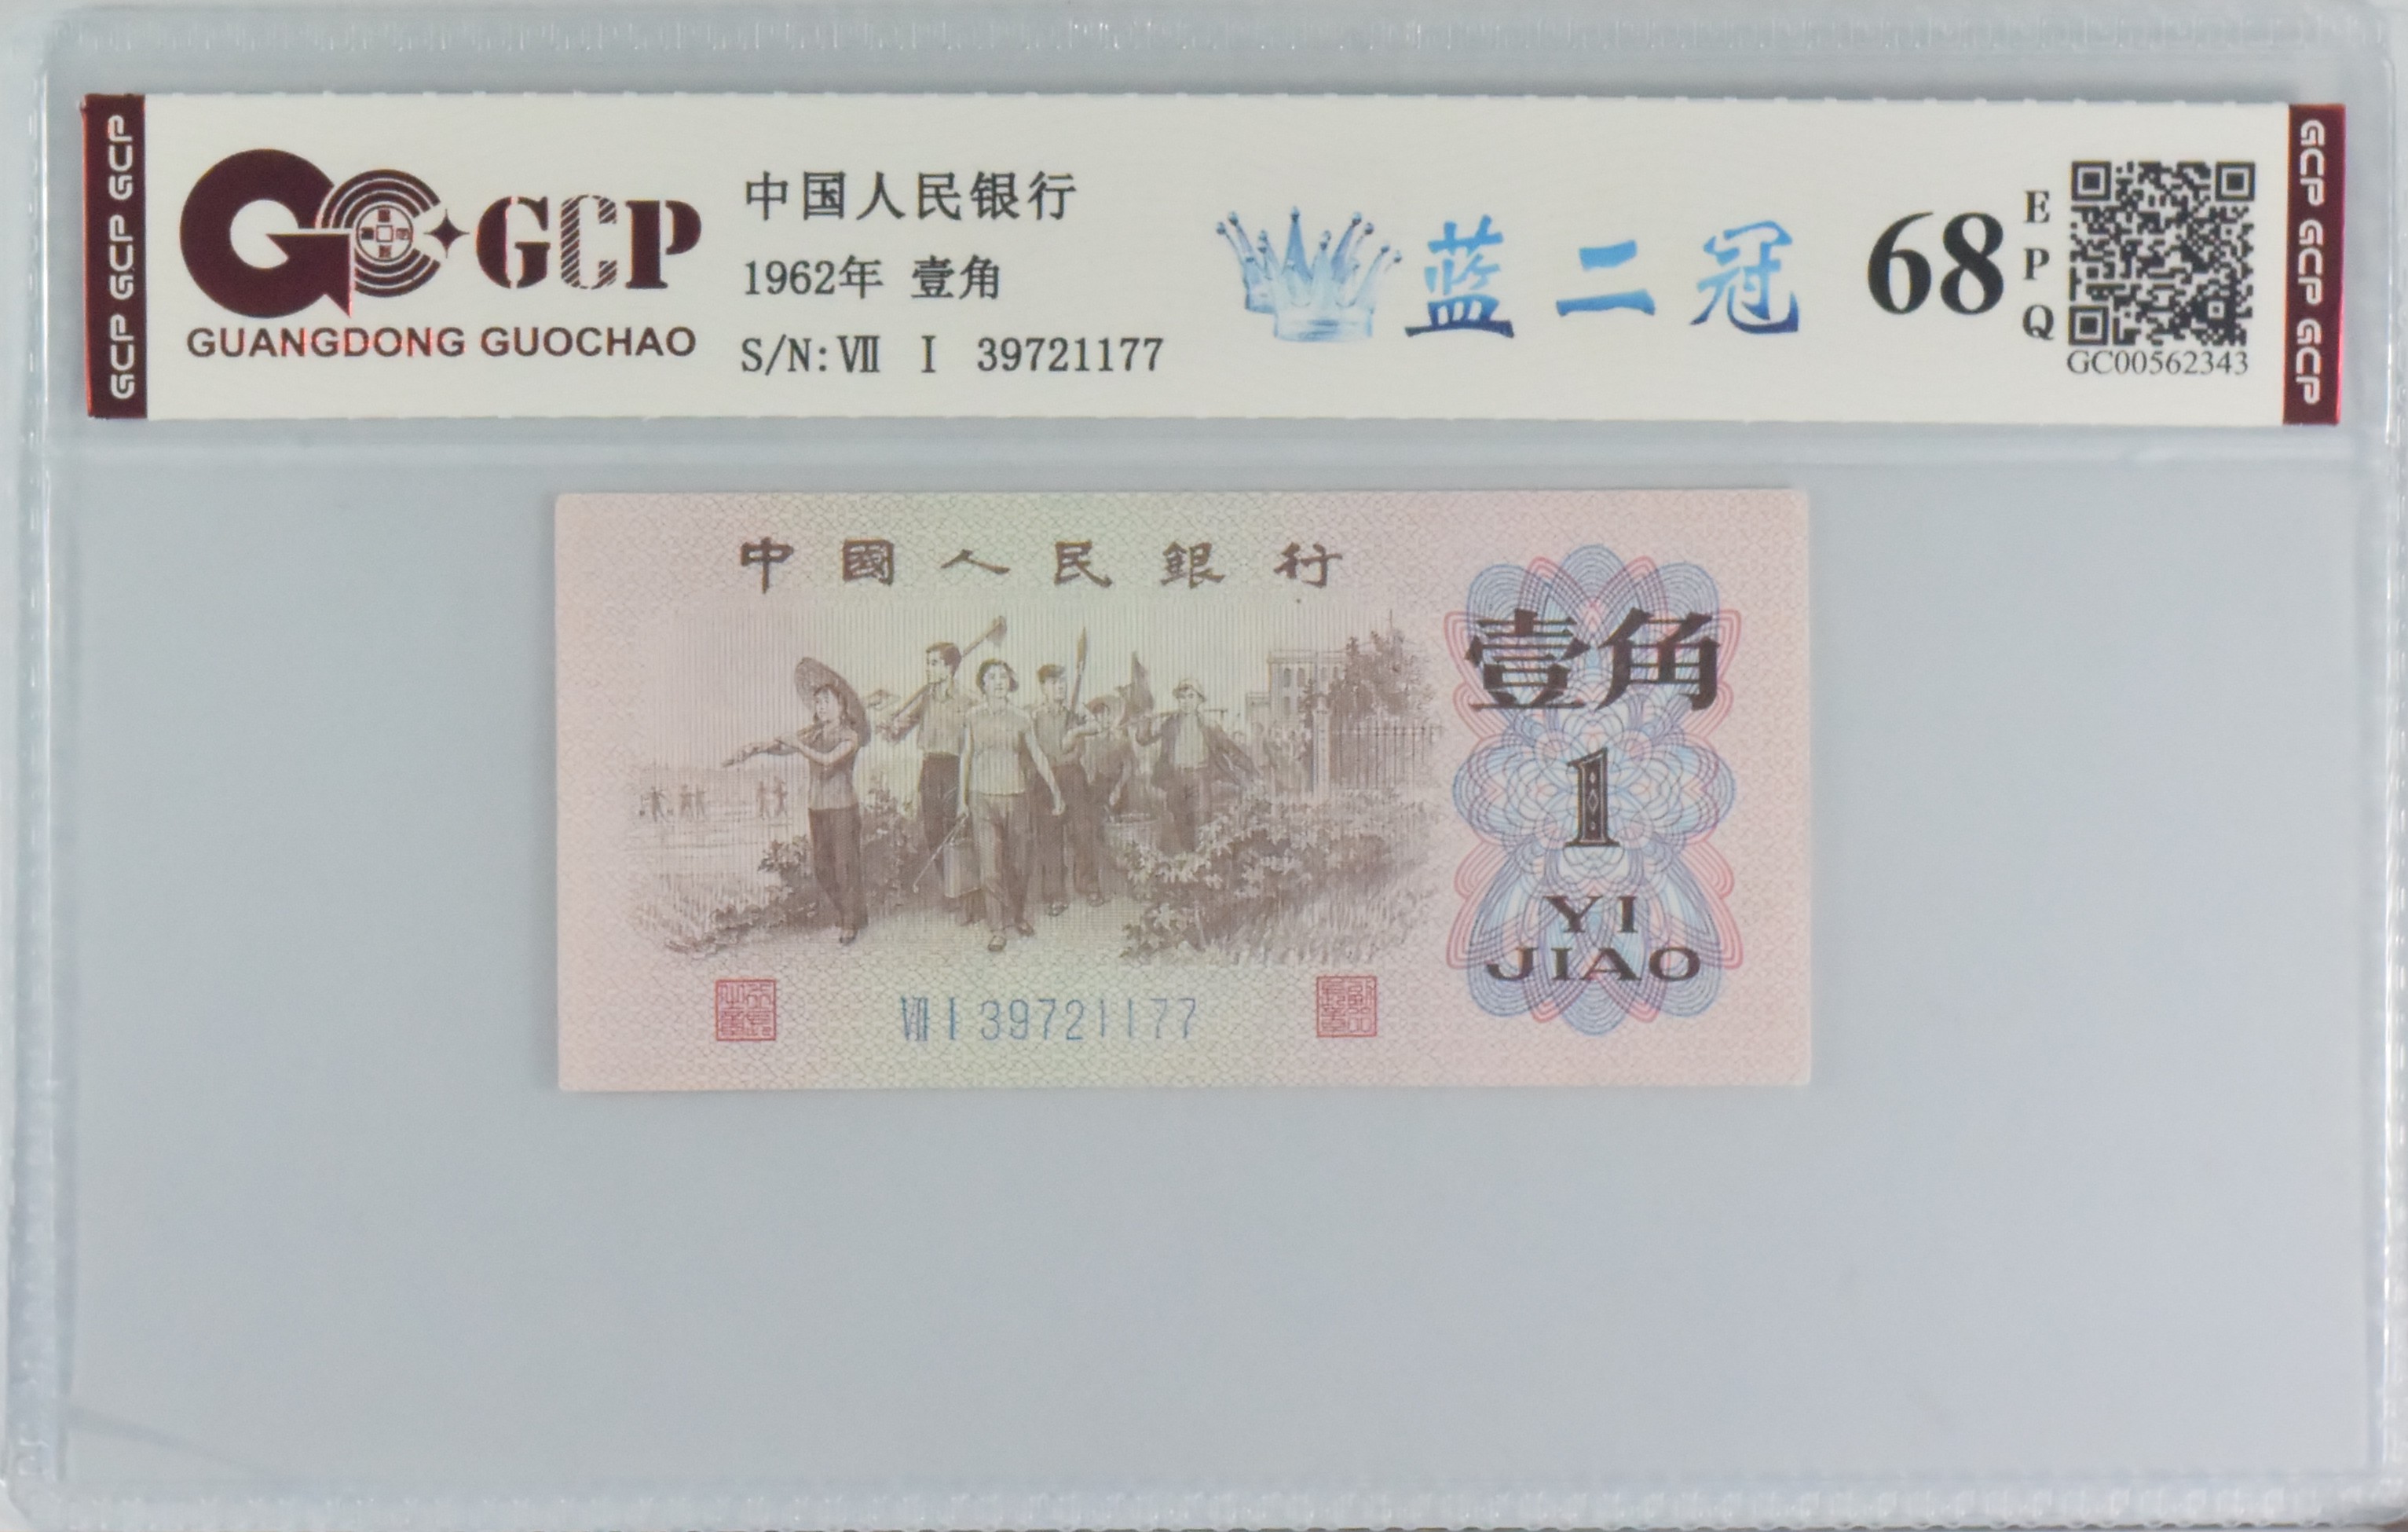 GCP GCP GCP
GCP
GUANGDONG GUOCHAO
中国人民银行
1962年 壹角
S/N: Ⅶ Ⅰ 39721177
蓝二冠
68
EPQ
GC00562343
GCP GCP GCP
中國人民銀行
壹角
1
YI
JIAO
Ⅶ Ⅰ 39721177